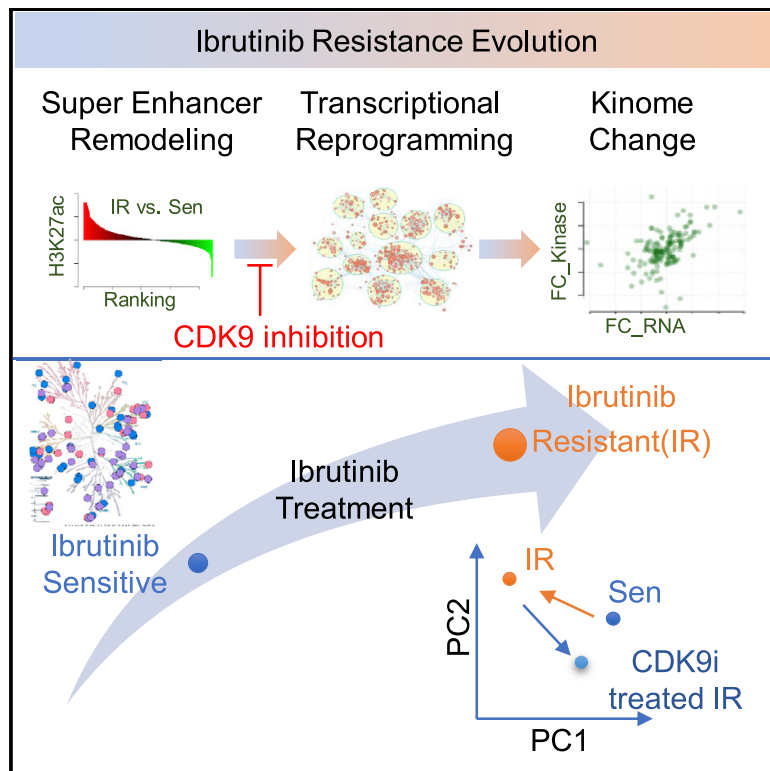 Ibrutinib Resistance Evolution
Super Enhancer
Remodeling
Transcriptional
Reprogramming
Kinome
Change
H3K27ac
IR vs. Sen
Ranking
FC_Kinase
FC_RNA
CDK9 inhibition
Ibrutinib
Sensitive
Ibrutinib
Treatment
Ibrutinib
Resistant(IR)
PC2
IR
Sen
CDK9i
treated IR
PC1